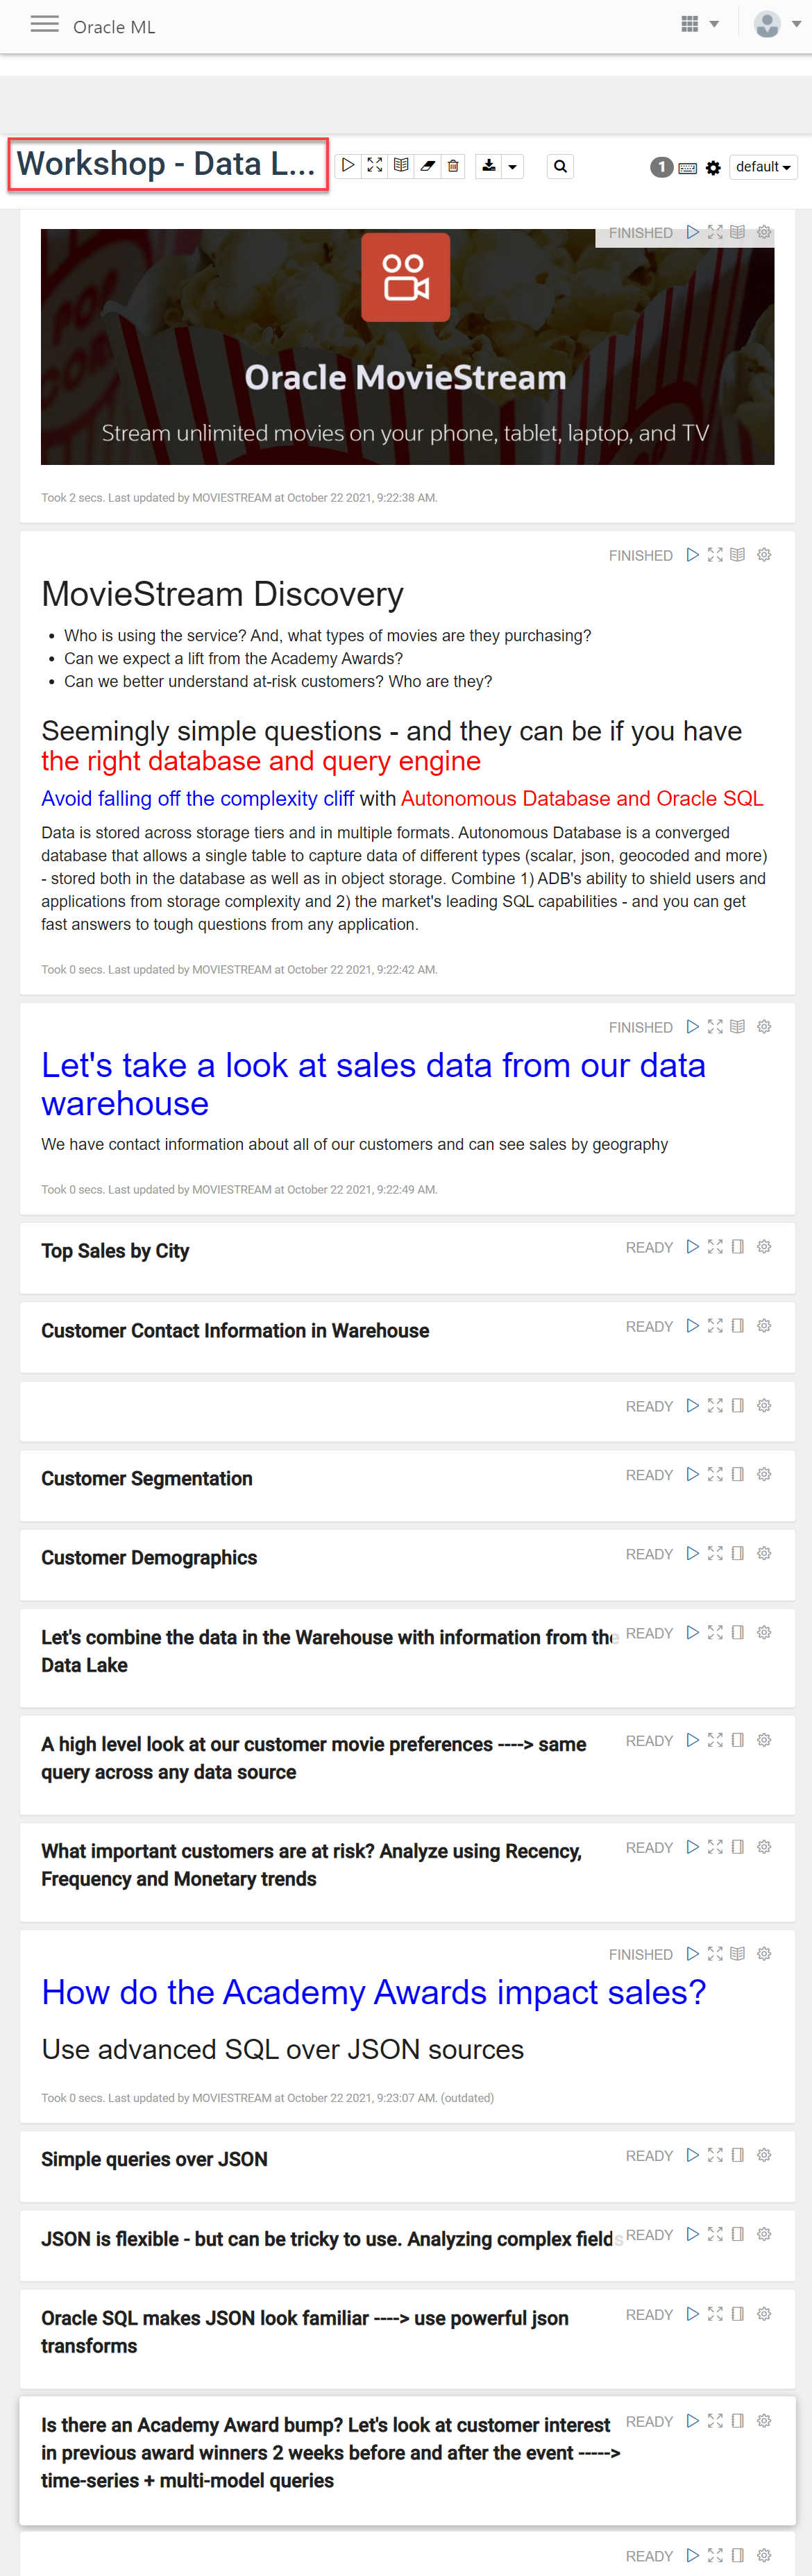 Oracle ML
Workshop - Data L...
1
default
FINISHED
Oracle MovieStream
Stream unlimited movies on your phone, tablet, laptop, and TV
Took 2 secs. Last updated by MOVIESTREAM at October 22 2021, 9:22:38 AM.
FINISHED
MovieStream Discovery
• Who is using the service? And, what types of movies are they purchasing?
• Can we expect a lift from the Academy Awards?
• Can we better understand at-risk customers? Who are they?
Seemingly simple questions - and they can be if you have
the right database and query engine
Avoid falling off the complexity cliff with Autonomous Database and Oracle SQL
Data is stored across storage tiers and in multiple formats. Autonomous Database is a converged
database that allows a single table to capture data of different types (scalar, json, geocoded and more)
- stored both in the database as well as in object storage. Combine 1) ADB's ability to shield users and
applications from storage complexity and 2) the market's leading SQL capabilities - and you can get
fast answers to tough questions from any application.
Took 0 secs. Last updated by MOVIESTREAM at October 22 2021, 9:22:42 AM.
FINISHED
Let's take a look at sales data from our data
warehouse
We have contact information about all of our customers and can see sales by geography
Took 0 secs. Last updated by MOVIESTREAM at October 22 2021, 9:22:49 AM.
Top Sales by City
READY
Customer Contact Information in Warehouse
READY
READY
Customer Segmentation
READY
Customer Demographics
READY
Let's combine the data in the Warehouse with information from the
READY
Data Lake
A high level look at our customer movie preferences ----> same
READY
query across any data source
What important customers are at risk? Analyze using Recency,
READY
Frequency and Monetary trends
FINISHED
How do the Academy Awards impact sales?
Use advanced SQL over JSON sources
Took 0 secs. Last updated by MOVIESTREAM at October 22 2021, 9:23:07 AM. (outdated)
Simple queries over JSON
READY
JSON is flexible - but can be tricky to use. Analyzing complex fields
READY
Oracle SQL makes JSON look familiar ----> use powerful json
READY
transforms
Is there an Academy Award bump? Let's look at customer interest
READY
in previous award winners 2 weeks before and after the event ----->
time-series + multi-model queries
READY